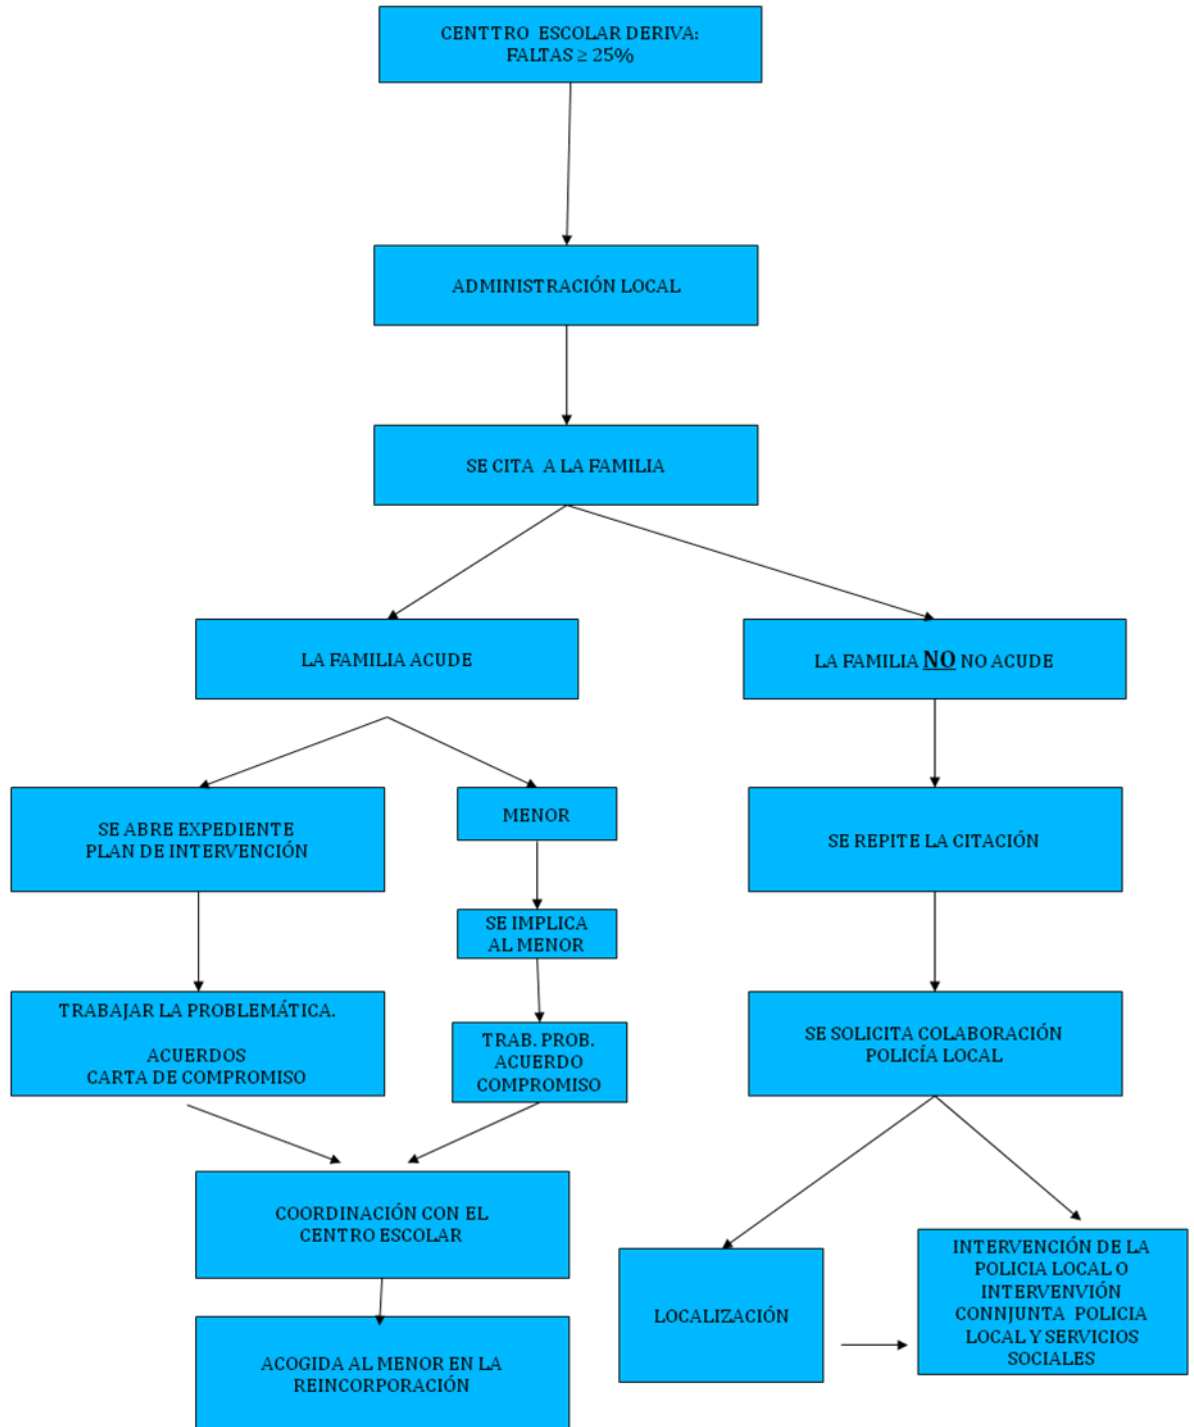 CENTTRO ESCOLAR DERIVA:
FALTAS ≥ 25%
ADMINISTRACIÓN LOCAL
SE CITA A LA FAMILIA
LA FAMILIA ACUDE
LA FAMILIA NO NO ACUDE
SE ABRE EXPEDIENTE
PLAN DE INTERVENCIÓN
MENOR
SE REPITE LA CITACIÓN
SE IMPLICA
AL MENOR
TRABAJAR LA PROBLEMÁTICA.
ACUERDOS
CARTA DE COMPROMISO
TRAB. PROB.
ACUERDO
COMPROMISO
SE SOLICITA COLABORACIÓN
POLICÍA LOCAL
COORDINACIÓN CON EL
CENTRO ESCOLAR
LOCALIZACIÓN
INTERVENCIÓN DE LA
POLICIA LOCAL O
INTERVENVIÓN
CONNJUNTA POLICIA
LOCAL Y SERVICIOS
SOCIALES
ACOGIDA AL MENOR EN LA
REINCORPORACIÓN